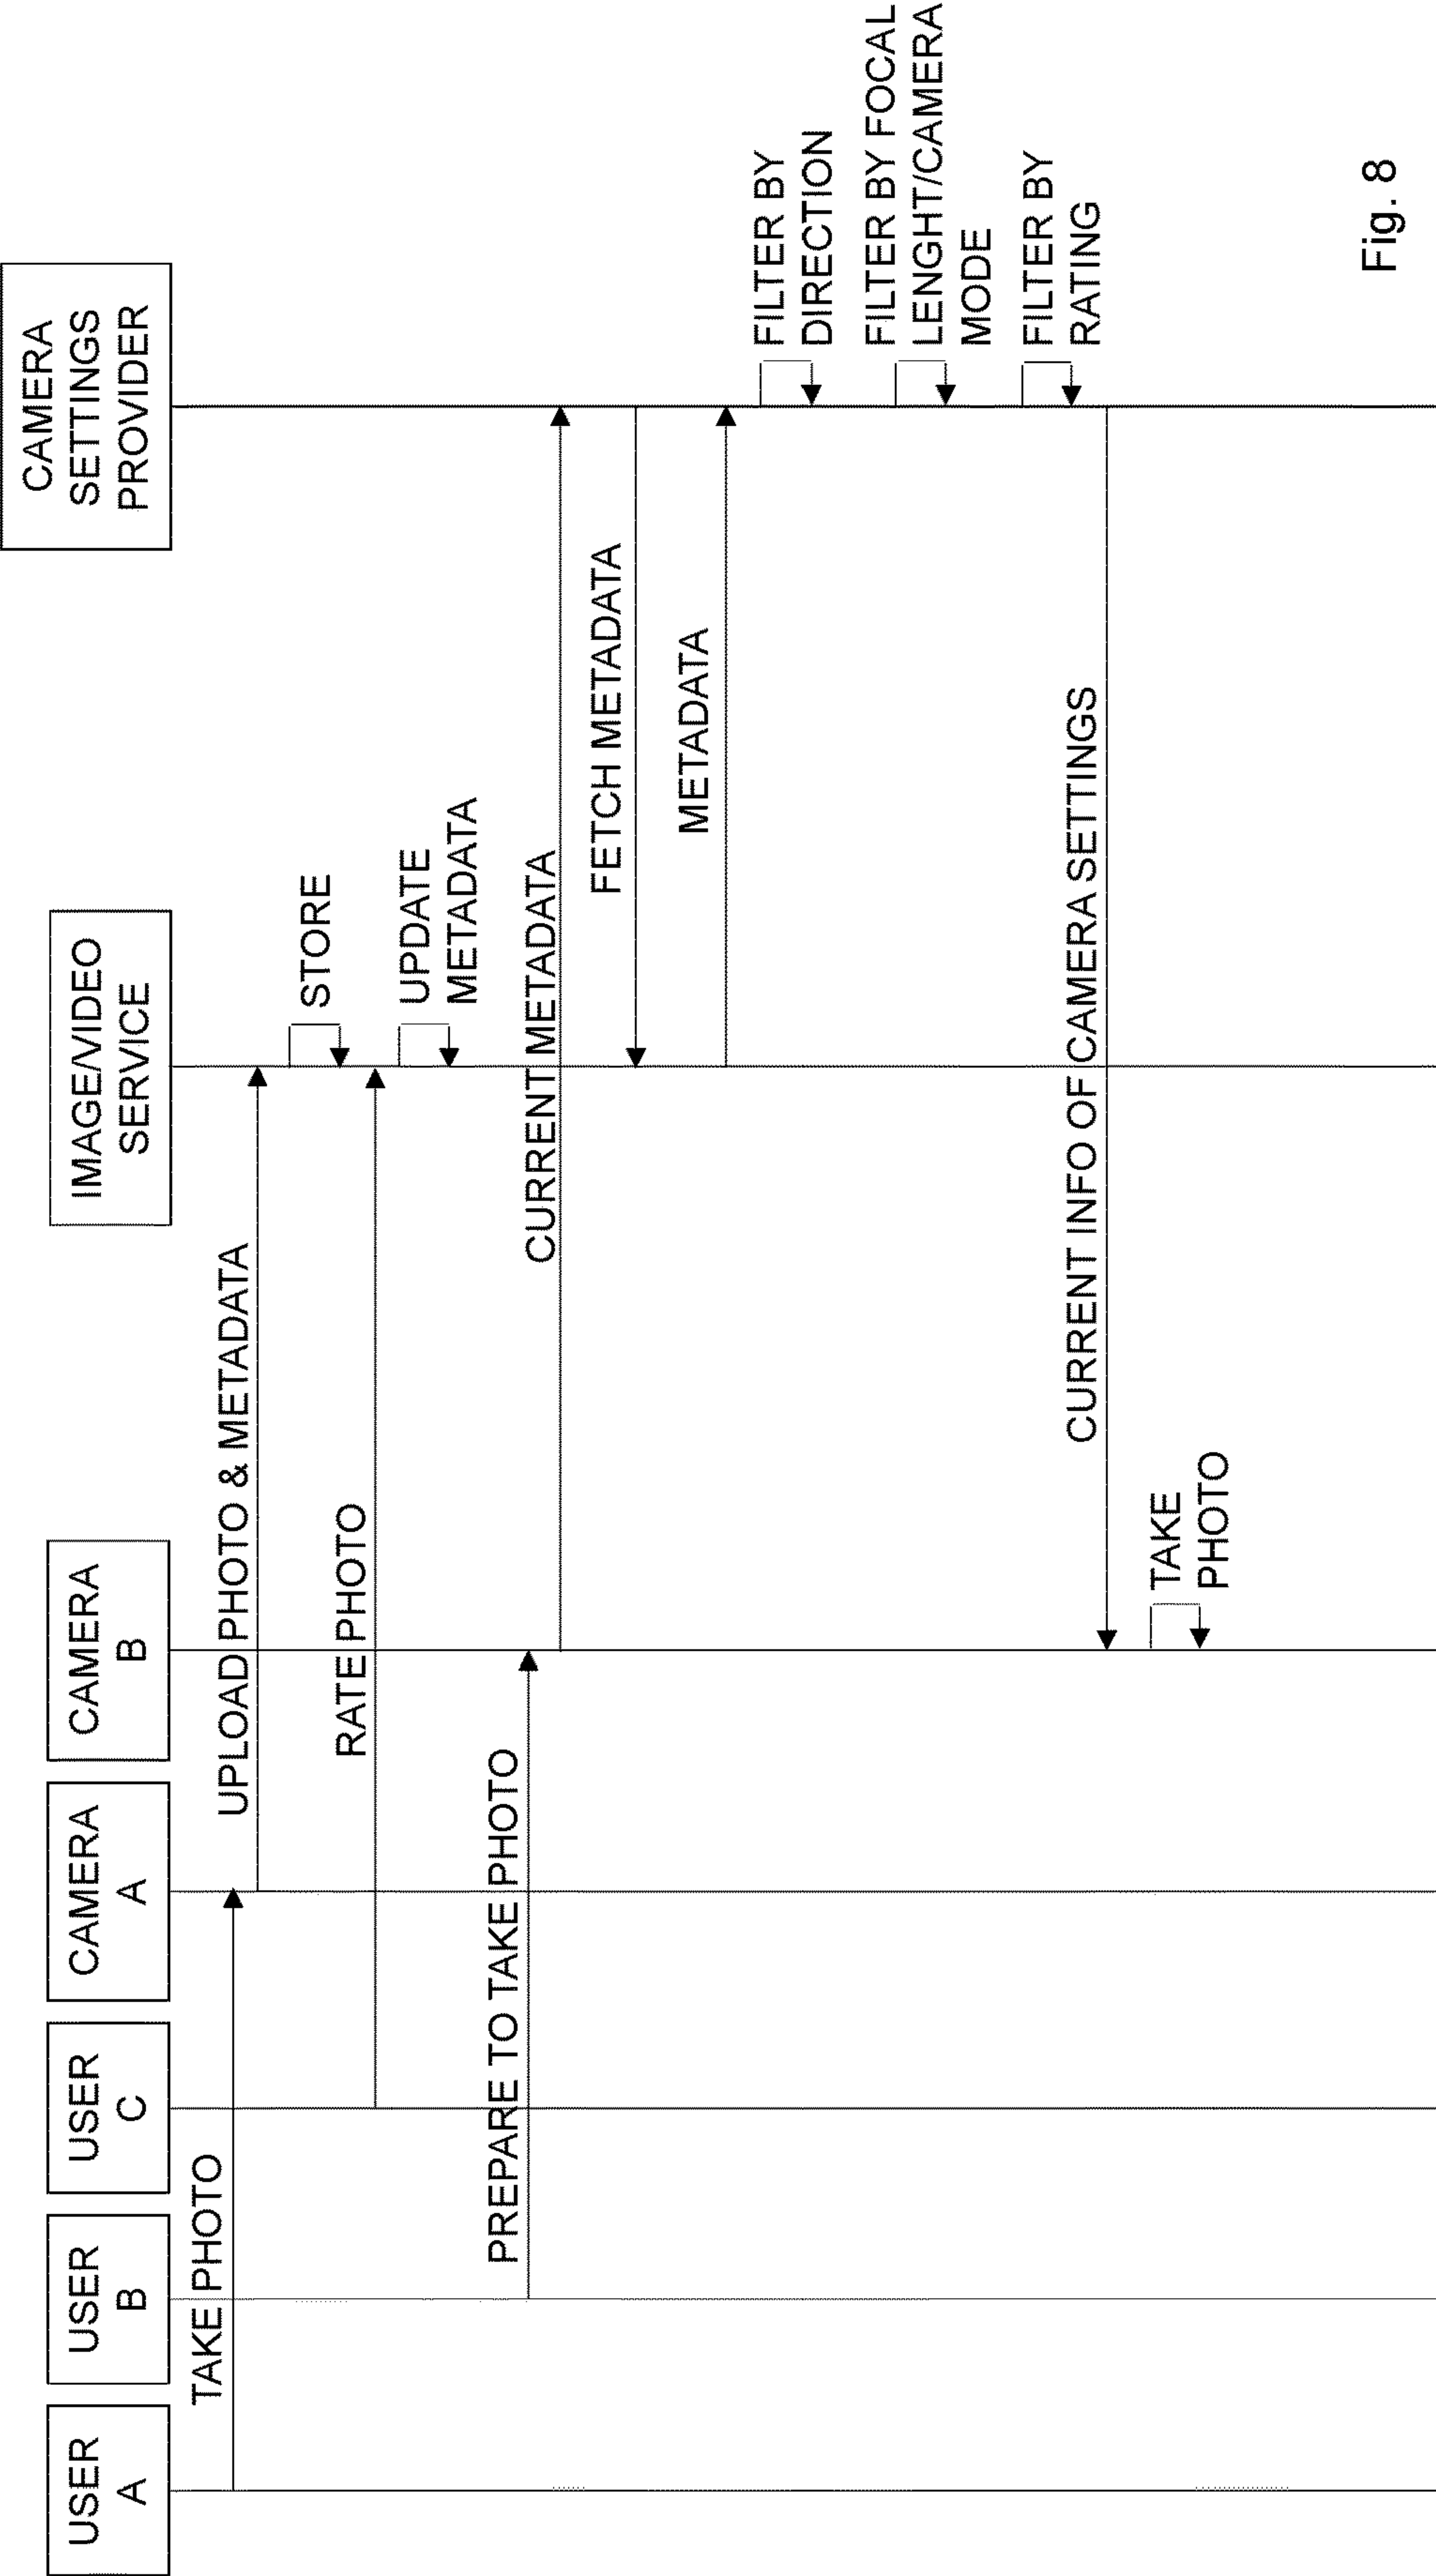 USER
A
USER
B
USER
C
CAMERA
A
CAMERA
B
IMAGE/VIDEO
SERVICE
CAMERA
SETTINGS
PROVIDER
TAKE PHOTO
UPLOAD PHOTO & METADATA
STORE
RATE PHOTO
UPDATE
METADATA
PREPARE TO TAKE PHOTO
CURRENT METADATA
FETCH METADATA
METADATA
FILTER BY
DIRECTION
FILTER BY FOCAL
LENGHT/CAMERA
MODE
FILTER BY
RATING
CURRENT INFO OF CAMERA SETTINGS
TAKE
PHOTO
Fig. 8